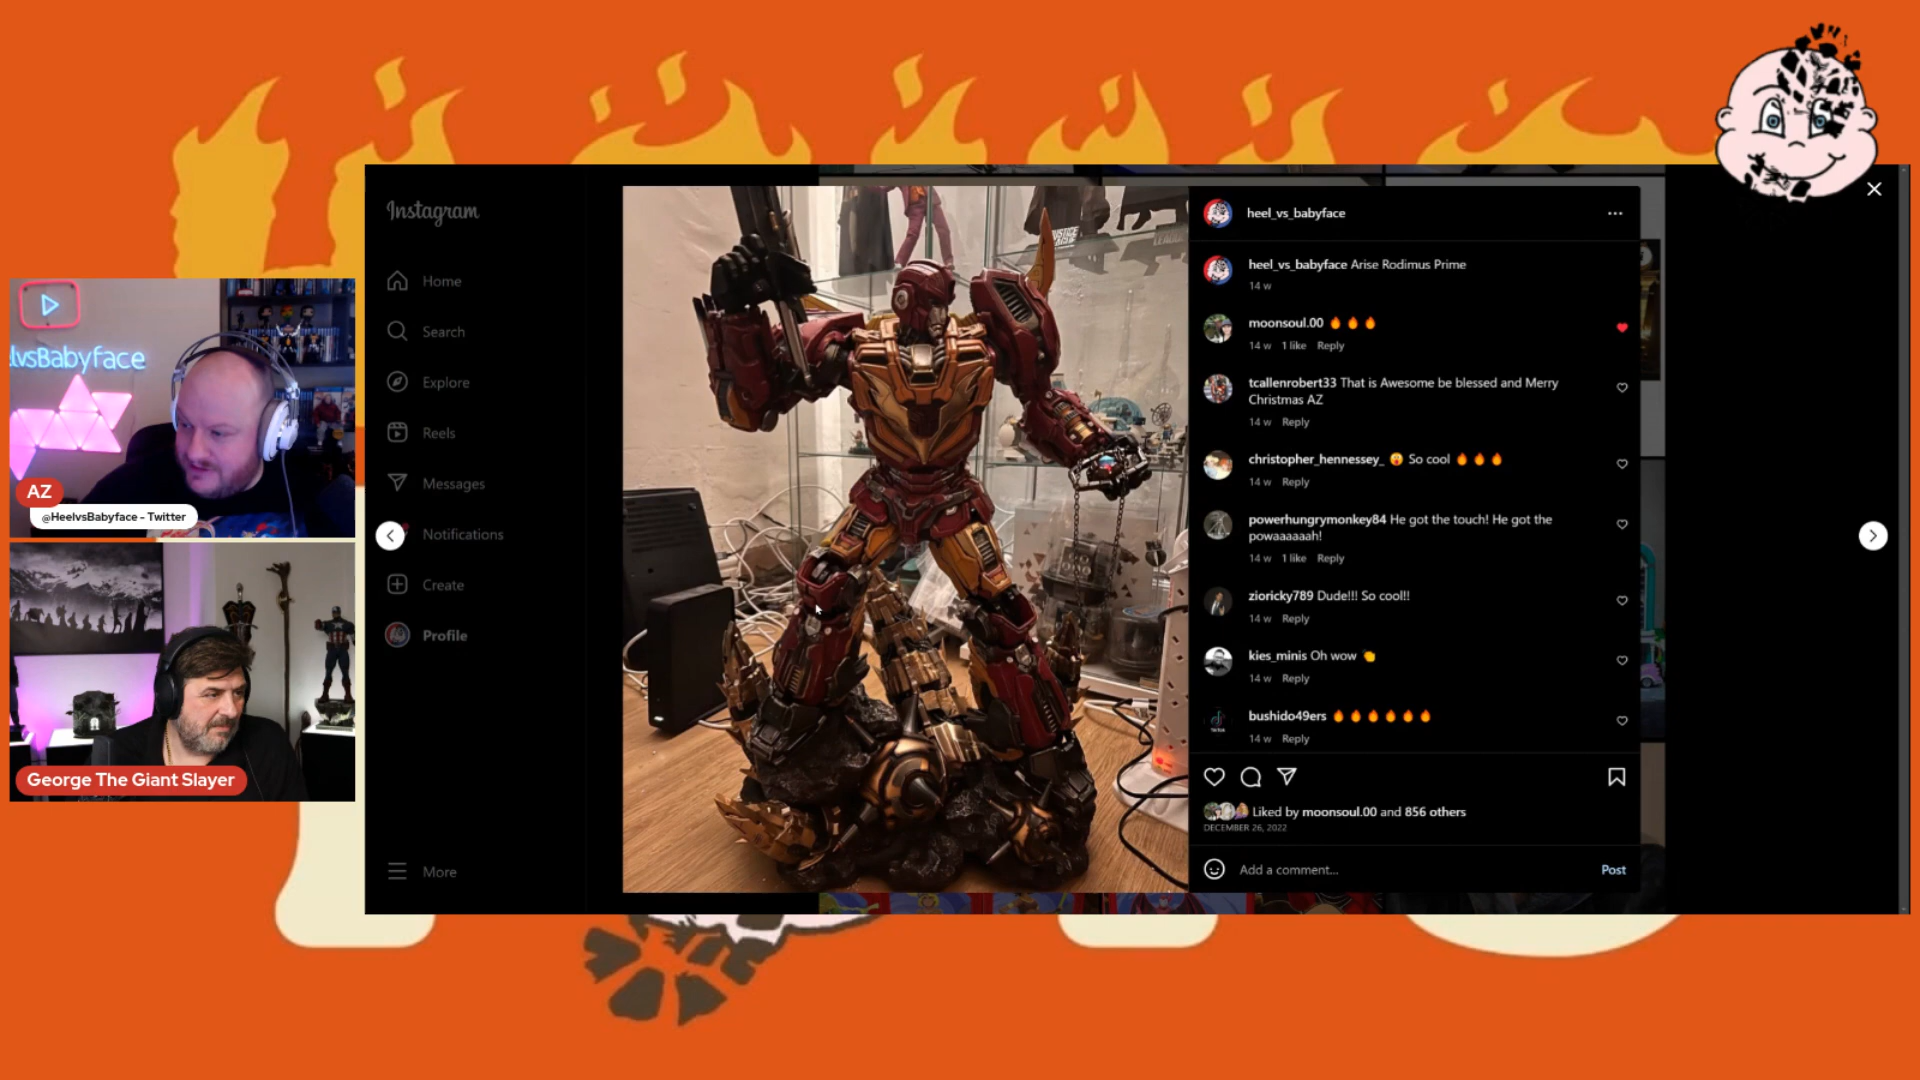 lvsBabyface
AZ
@HeelvsBabyface - Twitter
George The Giant Slayer
Instagram
Home
Search
Explore
Reels
Messages
Notifications
Create
Profile
More
JUSTICE
LEAGUE
heel_vs_babyface
heel_vs_babyface Arise Rodimus Prime
14 w
moonsoul.00 🔥🔥🔥
14 w 1 like Reply
tcallenrobert33 That is Awesome be blessed and Merry
Christmas AZ
14 w Reply
christopher_hennessey_ 😱 So cool 🔥🔥🔥
14 w Reply
powerhungrymonkey84 He got the touch! He got the
powaaaaaah!
14 w 1 like Reply
zioricky789 Dude!!! So cool!!
14 w Reply
kies_minis Oh wow 👏
14 w Reply
bushido49ers 🔥🔥🔥🔥🔥🔥
14 w Reply
Liked by moonsoul.00 and 856 others
DECEMBER 26, 2022
Add a comment...
Post